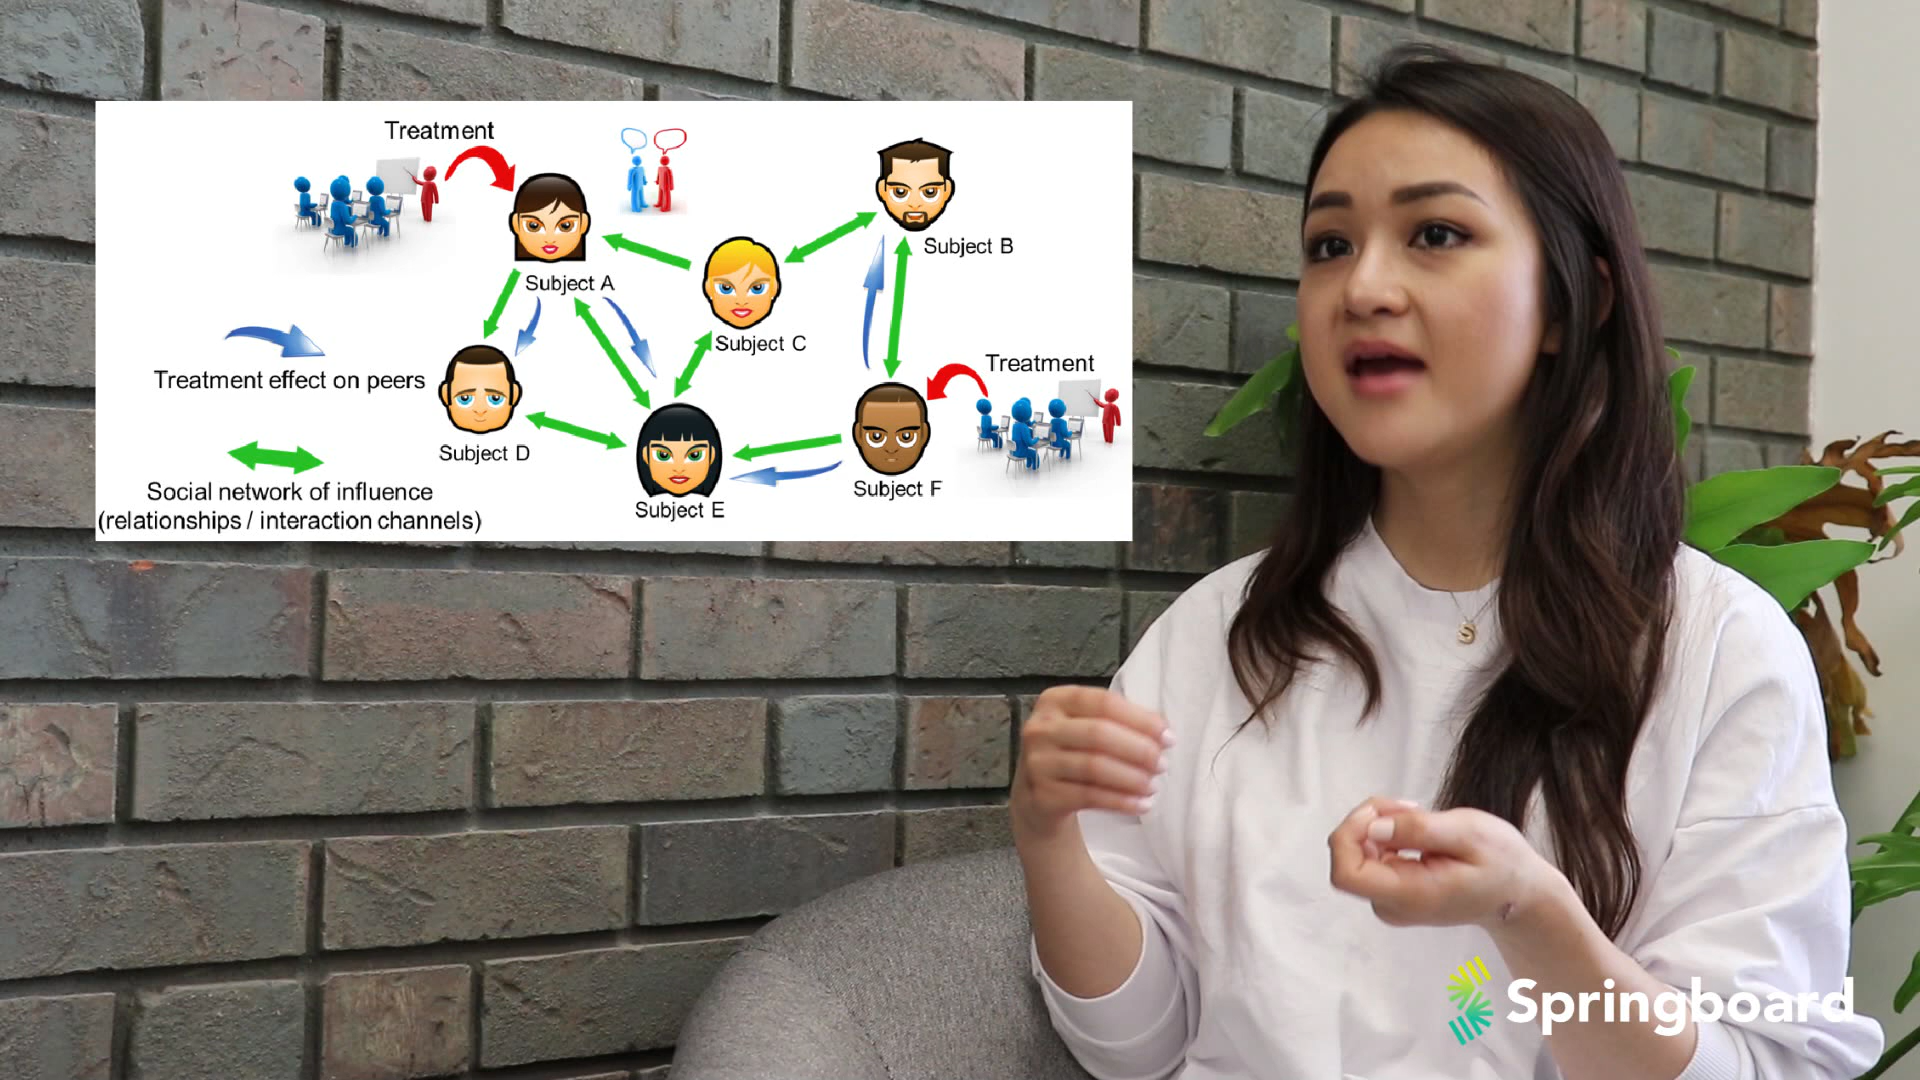 Treatment
Subject B
Subject A
Subject C
Treatment
Treatment effect on peers
Subject D
Subject F
Social network of influence
(relationships / interaction channels)
Subject E
S
Springboard